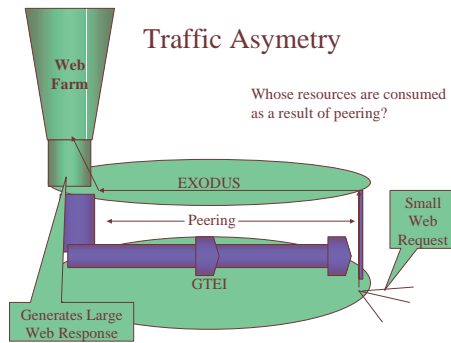 Traffic Asymetry
Web
Farm
Whose resources are consumed
as a result of peering?
EXODUS
Small
Web
Request
Peering
GTEI
Generates Large
Web Response